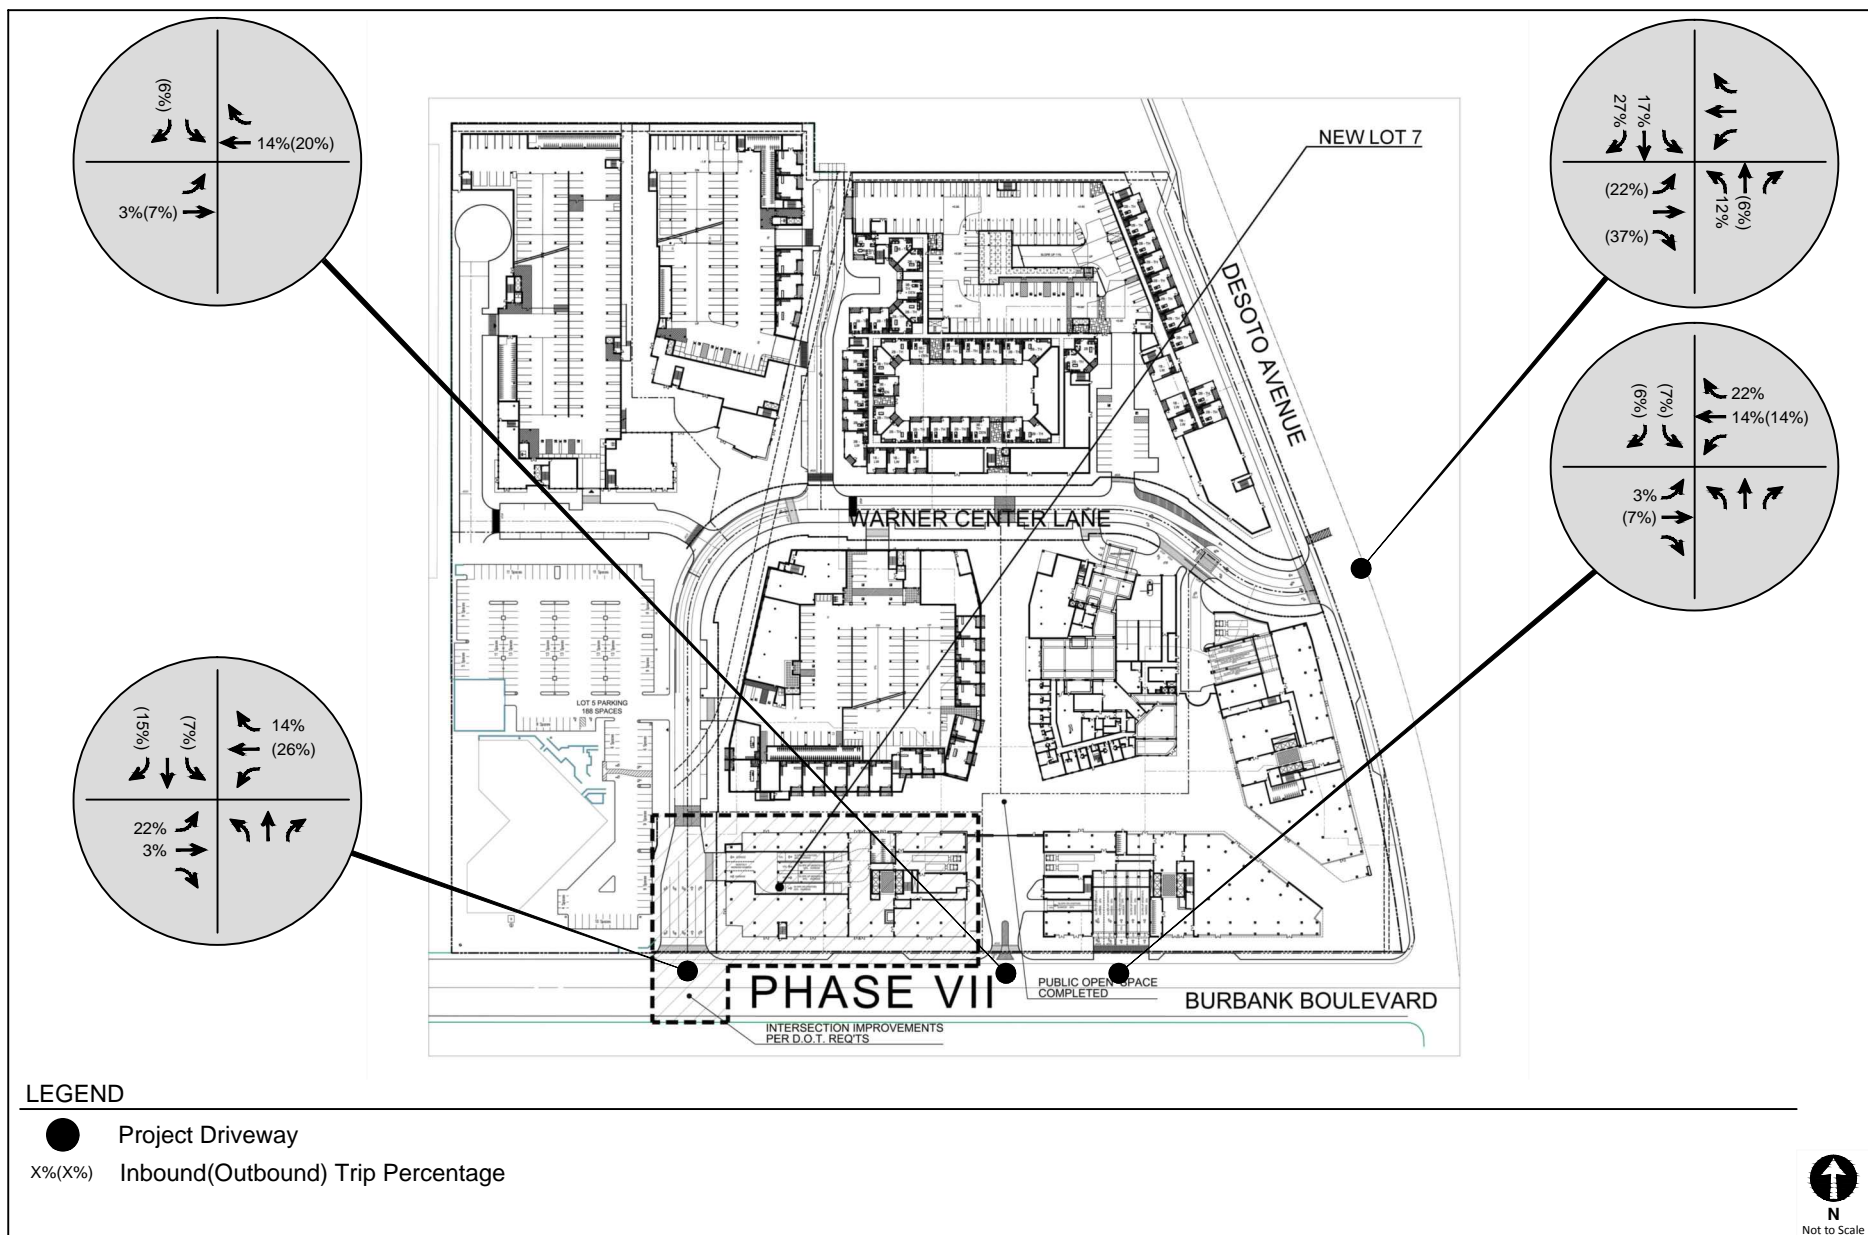 (6%)
14%(20%)
3%(7%)
17%
27%
(22%)
(37%)
12%
(6%)
NEW LOT 7
DESOTO AVENUE
(6%)
(7%)
22%
14%(14%)
3%
(7%)
WARNER CENTER LANE
LOT 5 PARKING
188 SPACES
(15%)
(7%)
14%
(26%)
22%
3%
PHASE VII
PUBLIC OPEN SPACE
COMPLETED
BURBANK BOULEVARD
INTERSECTION IMPROVEMENTS
PER D.O.T. REQ'TS
LEGEND
Project Driveway
X%(X%) Inbound(Outbound) Trip Percentage
N
Not to Scale